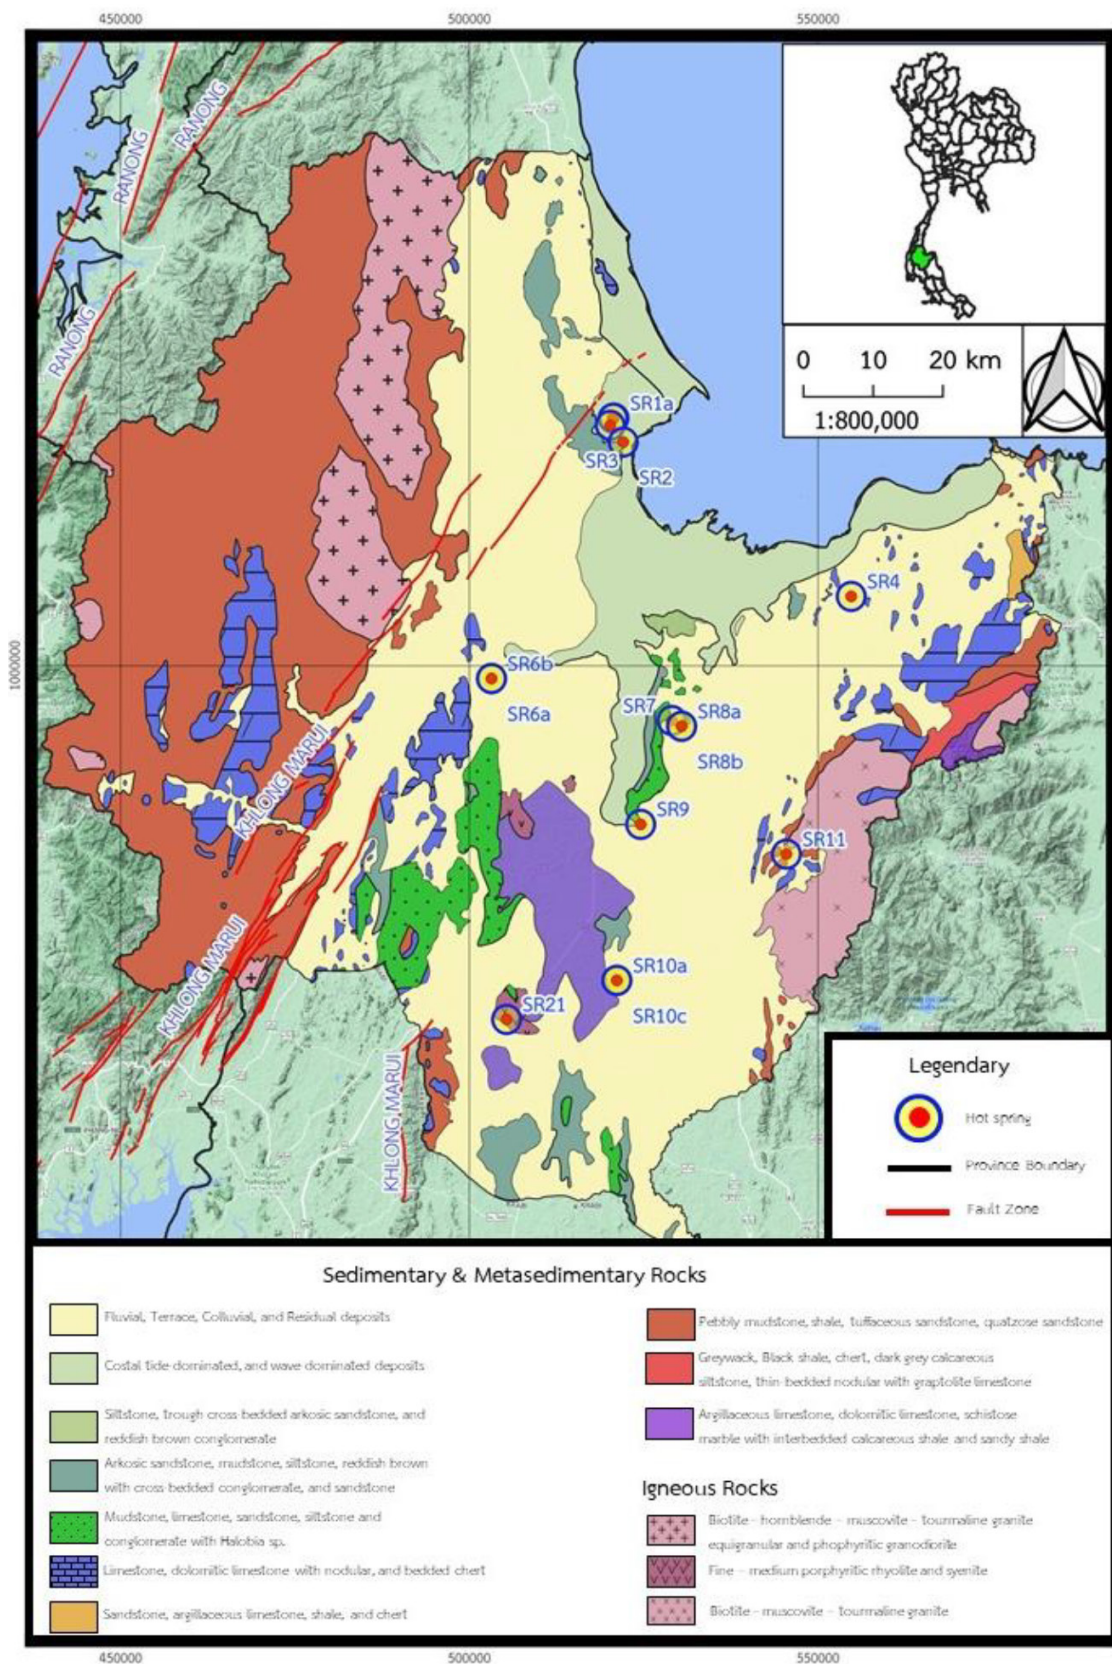 450000
500000
550000
RANONG
RANONG
RANONG
0 10 20 km
1:800,000
SR1a
SR3
SR2
SR4
1000000
SR6b
SR6a
SR7
SR8a
SR8b
KHLONG MARUI
SR9
SR11
KHLONG MARUI
SR10a
SR10c
SR21
KHLONG MARUI
Legendary
Hot spring
Province Boundary
Fault Zone
Sedimentary & Metasedimentary Rocks
Fluvial, Terrace, Colluvial, and Residual deposits
Costal tide-dominated, and wave dominated deposits
Siltstone, trough cross-bedded arkosic sandstone, and
reddish brown conglomerate
Arkosic sandstone, mudstone, siltstone, reddish brown
with cross-bedded conglomerate, and sandstone
Mudstone, limestone, sandstone, siltstone and
conglomerate with Halobia sp.
Limestone, dolomitic limestone with nodular, and bedded chert
Sandstone, argillaceous limestone, shale, and chert
Pebbly mudstone, shale, tuffaceous sandstone, quatzose sandstone
Greywack, Black shale, chert, dark grey calcareous
siltstone, thin-bedded nodular with graptolite limestone
Argillaceous limestone, dolomitic limestone, schistose
marble with interbedded calcareous shale and sandy shale
Igneous Rocks
Biotite - hornblende - muscovite - tourmaline granite
equigranular and phophyritic granodiorite
Fine - medium porphyritic rhyolite and syenite
Biotite - muscovite - tourmaline granite
450000
500000
550000